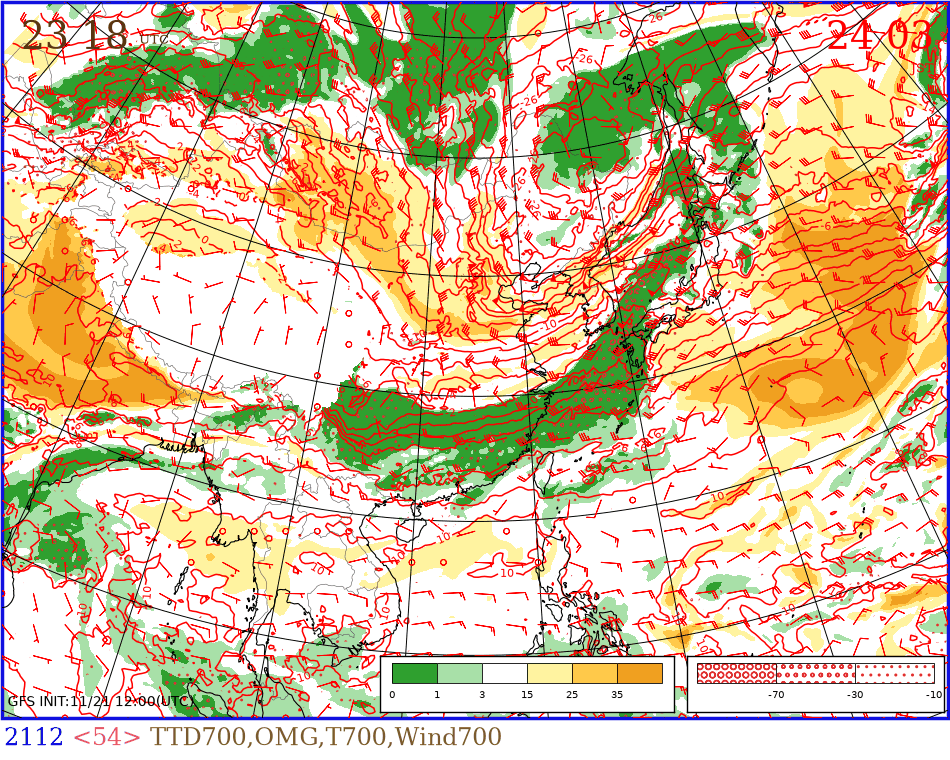 23 18 UTC 24 03
GFS INIT:11/21 12:00(UTC)
0 1 3 15 25 35
-70 -30 -10
2112 <54> TTD700,OMG,T700,Wind700